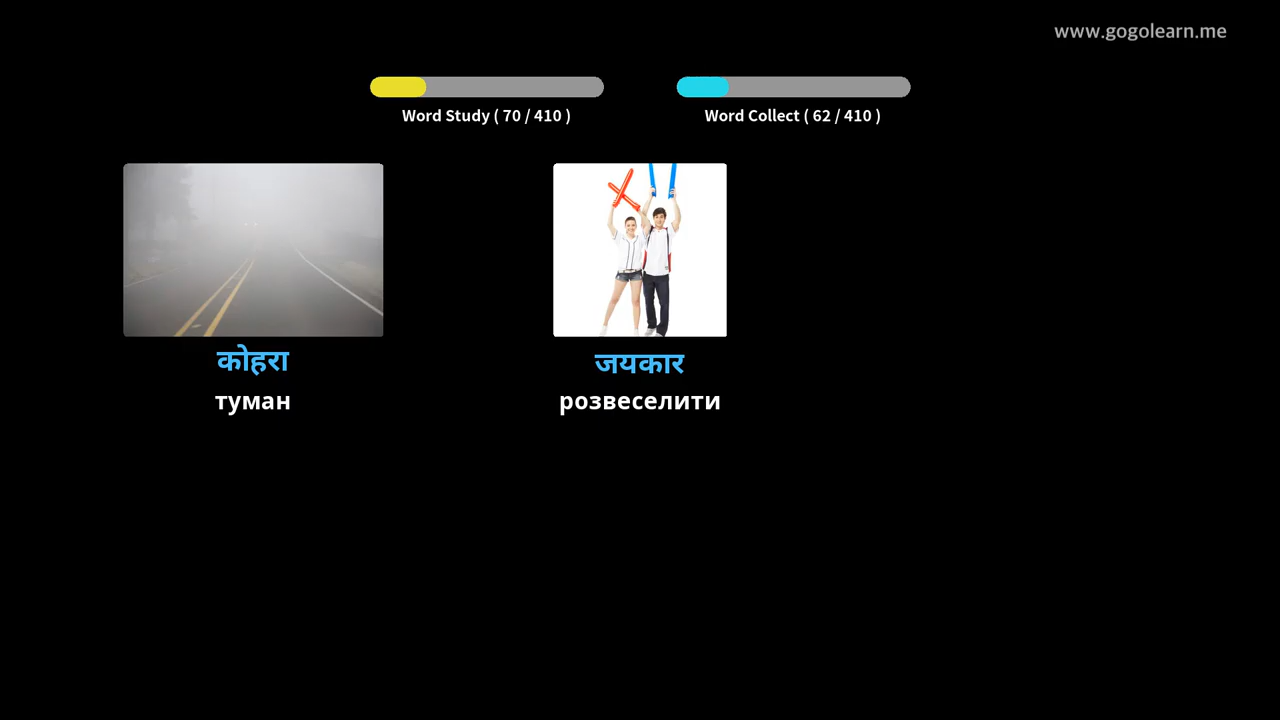 www.gogolearn.me
Word Study ( 70 / 410 )
Word Collect ( 62 / 410 )
कोहरा
जयकार
туман
розвеселити